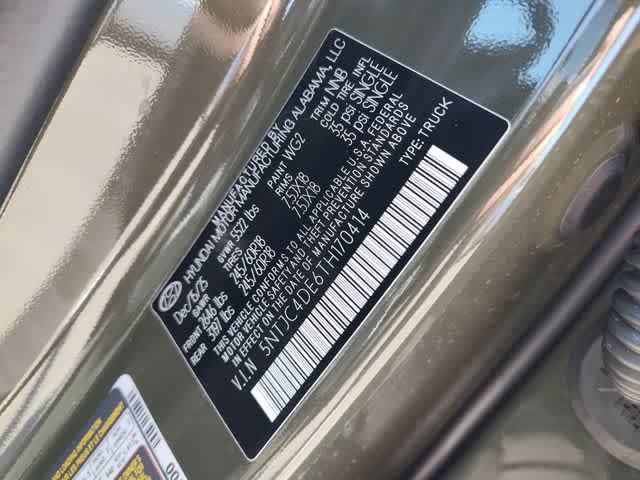 MANUFACTURED BY
HYUNDAI MOTOR MANUFACTURING ALABAMA, LLC
Dec/15/25 GVWR 5512 lbs PAINT WG2 TRIM NNB
GAWR TIRES RIMS COLD TIRE INFL
FRONT 2646 lbs 245/60R18 7.5JX18 35 psi SINGLE
REAR lbs 245/60R18 7.5JX18 35 psi SINGLE
THIS VEHICLE CONFORMS TO ALL APPLICABLE U.S.A. FEDERAL
MOTOR VEHICLE SAFETY AND THEFT PREVENTION STANDARDS
IN EFFECT ON THE DATE OF MANUFACTURE SHOWN ABOVE.
V.I.N 5NTJC4DE6TH170414 TYPE:TRUCK